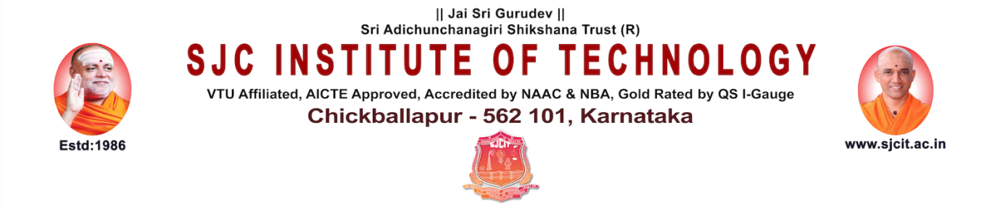 || Jai Sri Gurudev ||
Sri Adichunchanagiri Shikshana Trust (R)
SJC INSTITUTE OF TECHNOLOGY
VTU Affiliated, AICTE Approved, Accredited by NAAC & NBA, Gold Rated by QS I-Gauge
Chickballapur - 562 101, Karnataka
Estd:1986
www.sjcit.ac.in
SJCIT